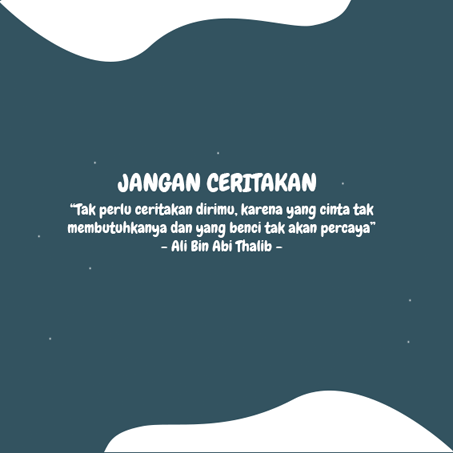 JANGAN CERITAKAN
"Tak perlu ceritakan dirimu, karena yang cinta tak
membutuhkanya dan yang benci tak akan percaya"
- Ali Bin Abi Thalib -